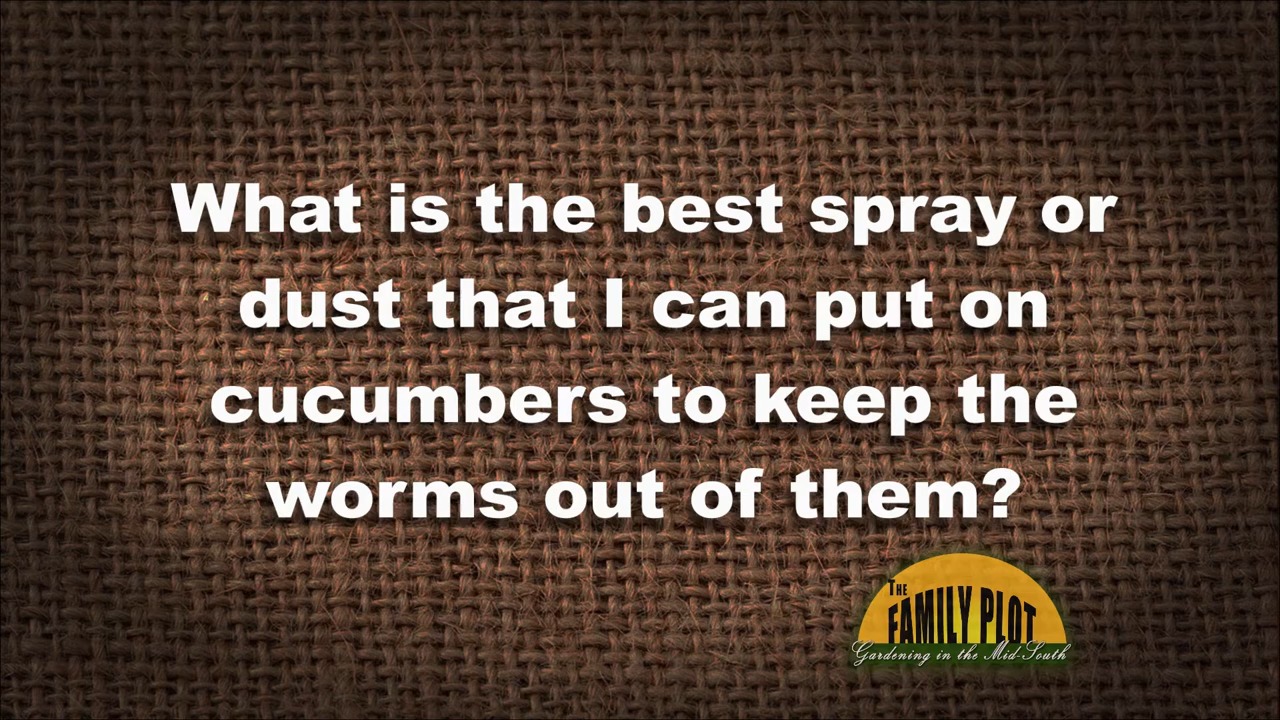 What is the best spray or
dust that I can put on
cucumbers to keep the
worms out of them?
THE
FAMILY PLOT
Gardening in the Mid-South